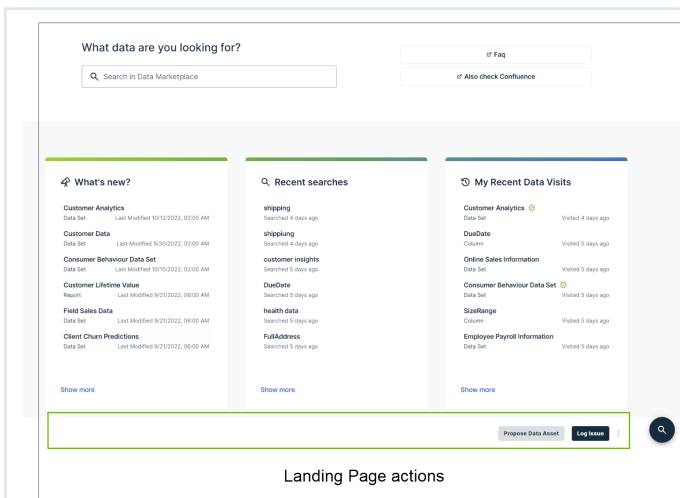 What data are you looking for?
Search in Data Marketplace
Faq
Also check Confluence
What's new?
Customer Analytics
Data Set Last Modified 10/12/2022, 02:00 AM
Customer Data
Data Set Last Modified 9/30/2022, 02:00 AM
Consumer Behaviour Data Set
Data Set Last Modified 10/15/2022, 02:00 AM
Customer Lifetime Value
Report Last Modified 9/21/2022, 06:00 AM
Field Sales Data
Data Set Last Modified 9/21/2022, 06:00 AM
Client Churn Predictions
Data Set Last Modified 9/21/2022, 06:00 AM
Show more
Recent searches
shipping
Searched 4 days ago
shippiung
Searched 4 days ago
customer insights
Searched 5 days ago
DueDate
Searched 5 days ago
health data
Searched 5 days ago
FullAddress
Searched 5 days ago
Show more
My Recent Data Visits
Customer Analytics
Data Set Visited 4 days ago
DueDate
Column Visited 5 days ago
Online Sales Information
Data Set
Consumer Behaviour Data Set
Data Set Visited 5 days ago
SizeRange
Column Visited 5 days ago
Employee Payroll Information
Data Set Visited 5 days ago
Show more
Propose Data Asset
Log Issue
Landing Page actions